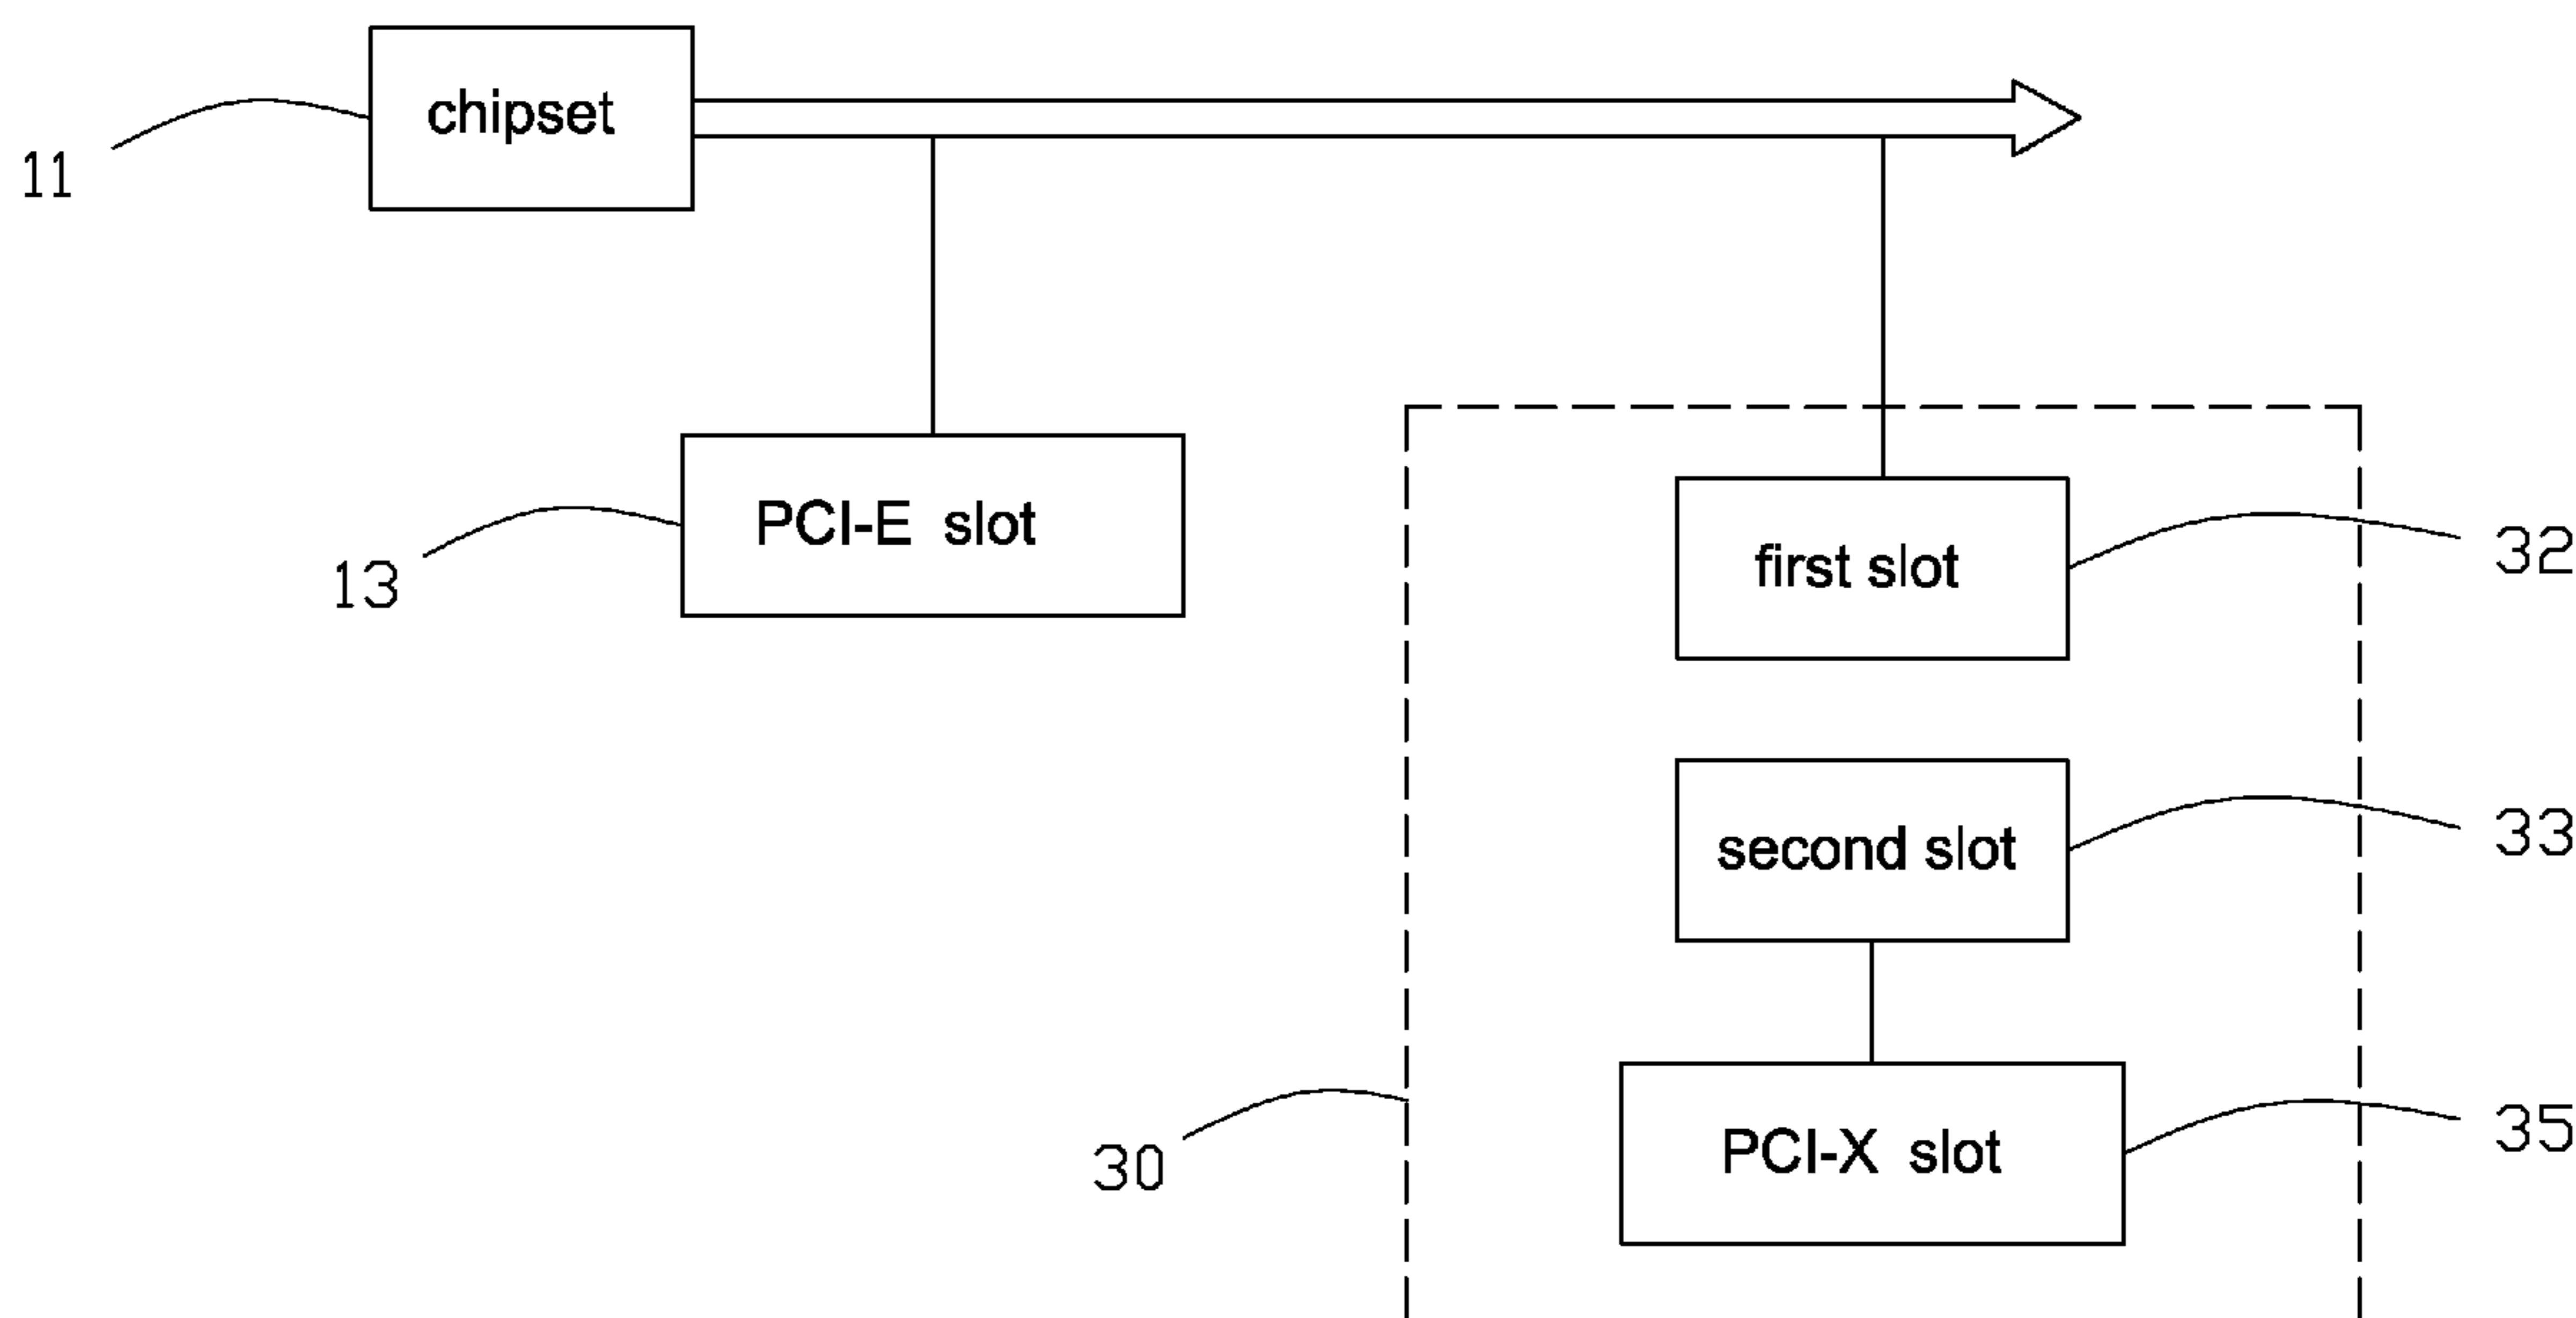 chipset
11
PCI-E slot
13
first slot
32
second slot
33
PCI-X slot
30
35